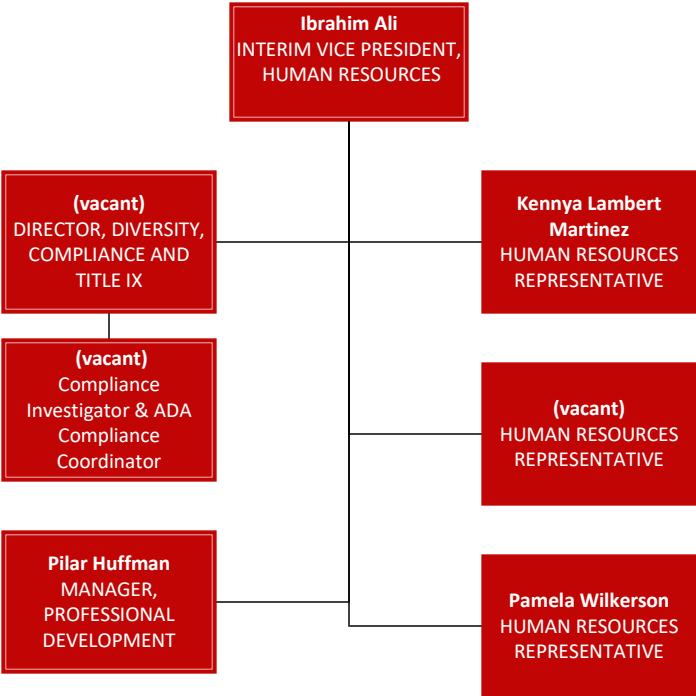 Ibrahim Ali
INTERIM VICE PRESIDENT,
HUMAN RESOURCES
(vacant)
DIRECTOR, DIVERSITY,
COMPLIANCE AND
TITLE IX
Kennya Lambert
Martinez
HUMAN RESOURCES
REPRESENTATIVE
(vacant)
Compliance
Investigator & ADA
Compliance
Coordinator
(vacant)
HUMAN RESOURCES
REPRESENTATIVE
Pilar Huffman
MANAGER,
PROFESSIONAL
DEVELOPMENT
Pamela Wilkerson
HUMAN RESOURCES
REPRESENTATIVE